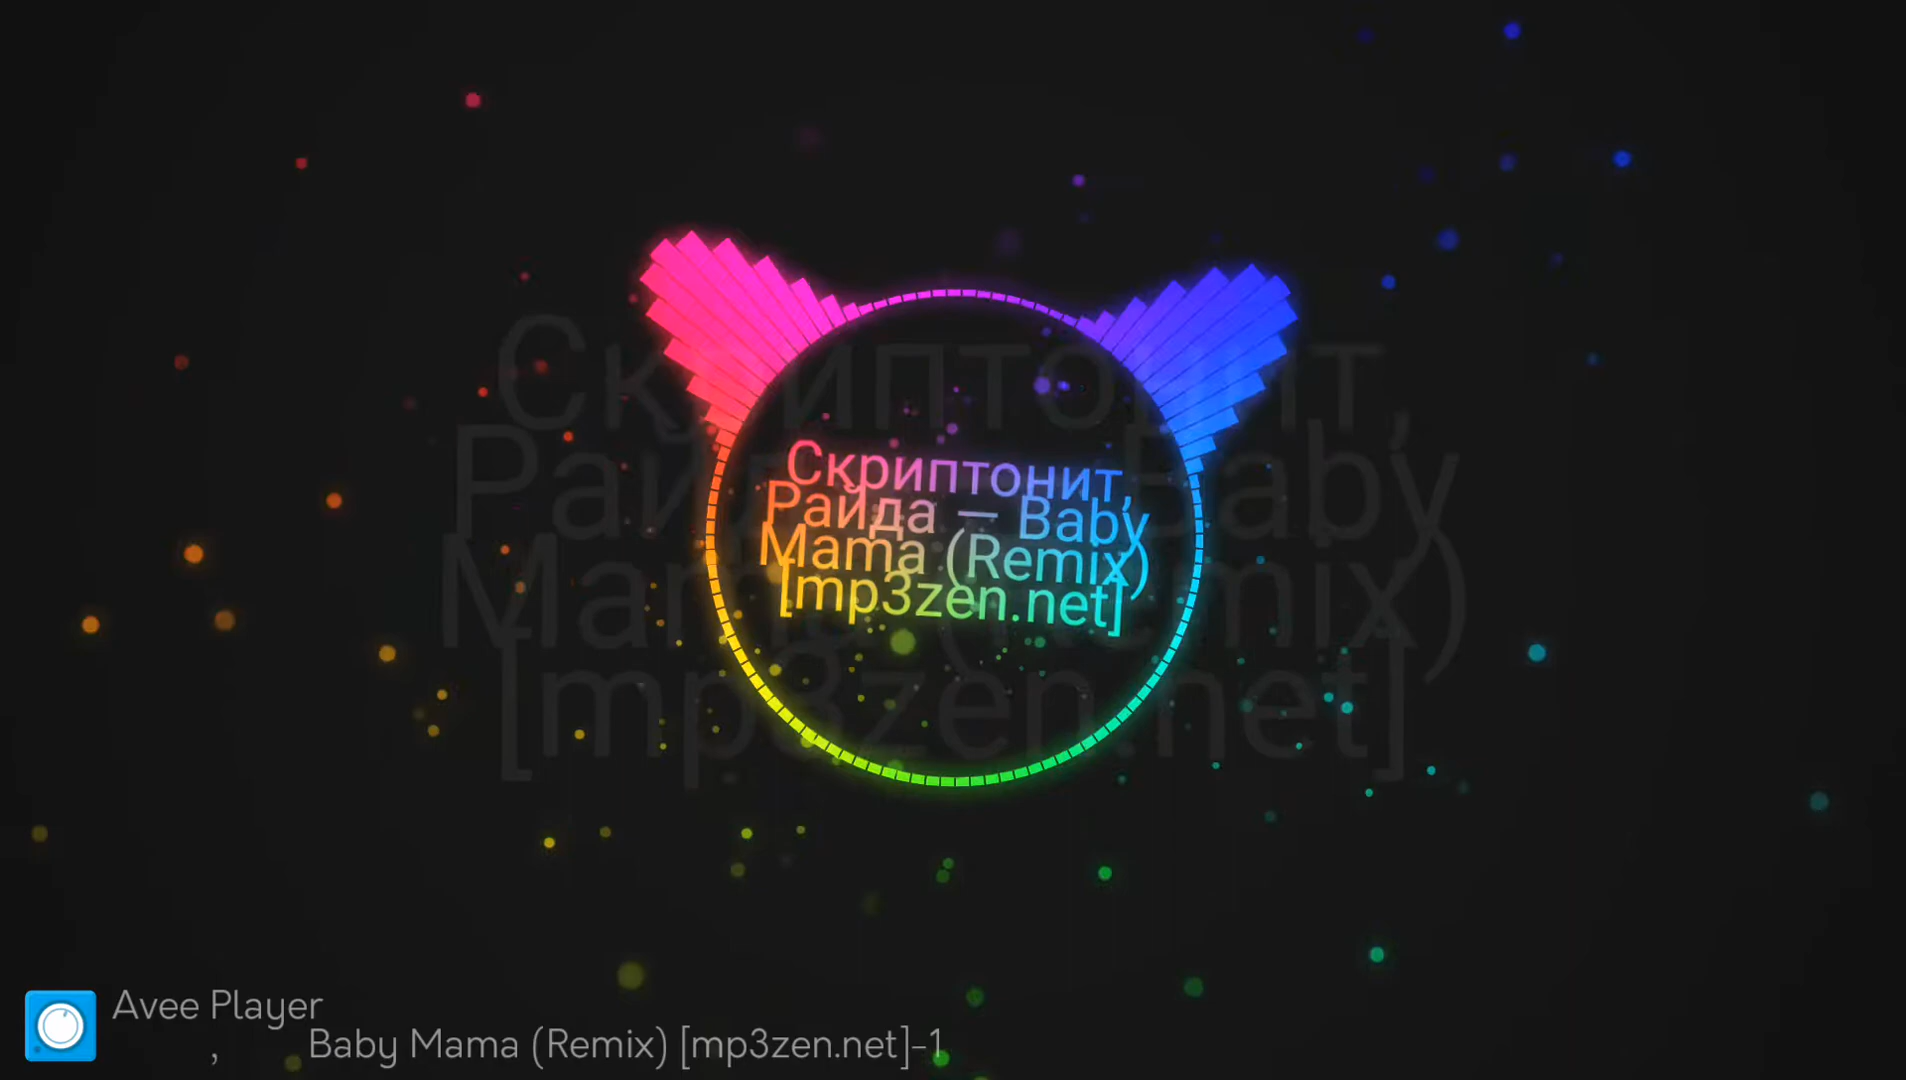 Скриптонит,
Райда — Baby
Mama (Remix)
[mp3zen.net]
Avee Player
, Baby Mama (Remix) [mp3zen.net]-1